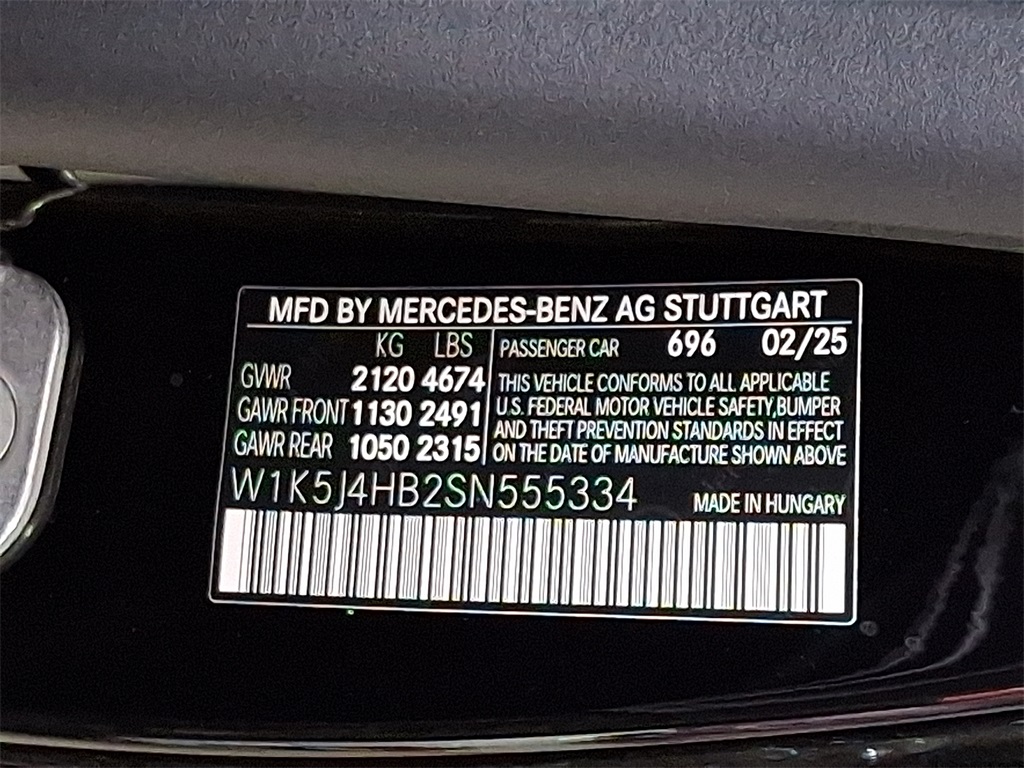 MFD BY MERCEDES-BENZ AG STUTTGART
KG LBS
GVWR 2120 4674
GAWR FRONT 1130 2491
GAWR REAR 1050 2315
PASSENGER CAR 696 02/25
THIS VEHICLE CONFORMS TO ALL APPLICABLE
U.S. FEDERAL MOTOR VEHICLE SAFETY,BUMPER
AND THEFT PREVENTION STANDARDS IN EFFECT
ON THE DATE OF MANUFACTURE SHOWN ABOVE
W1K5J4HB2SN555334
MADE IN HUNGARY